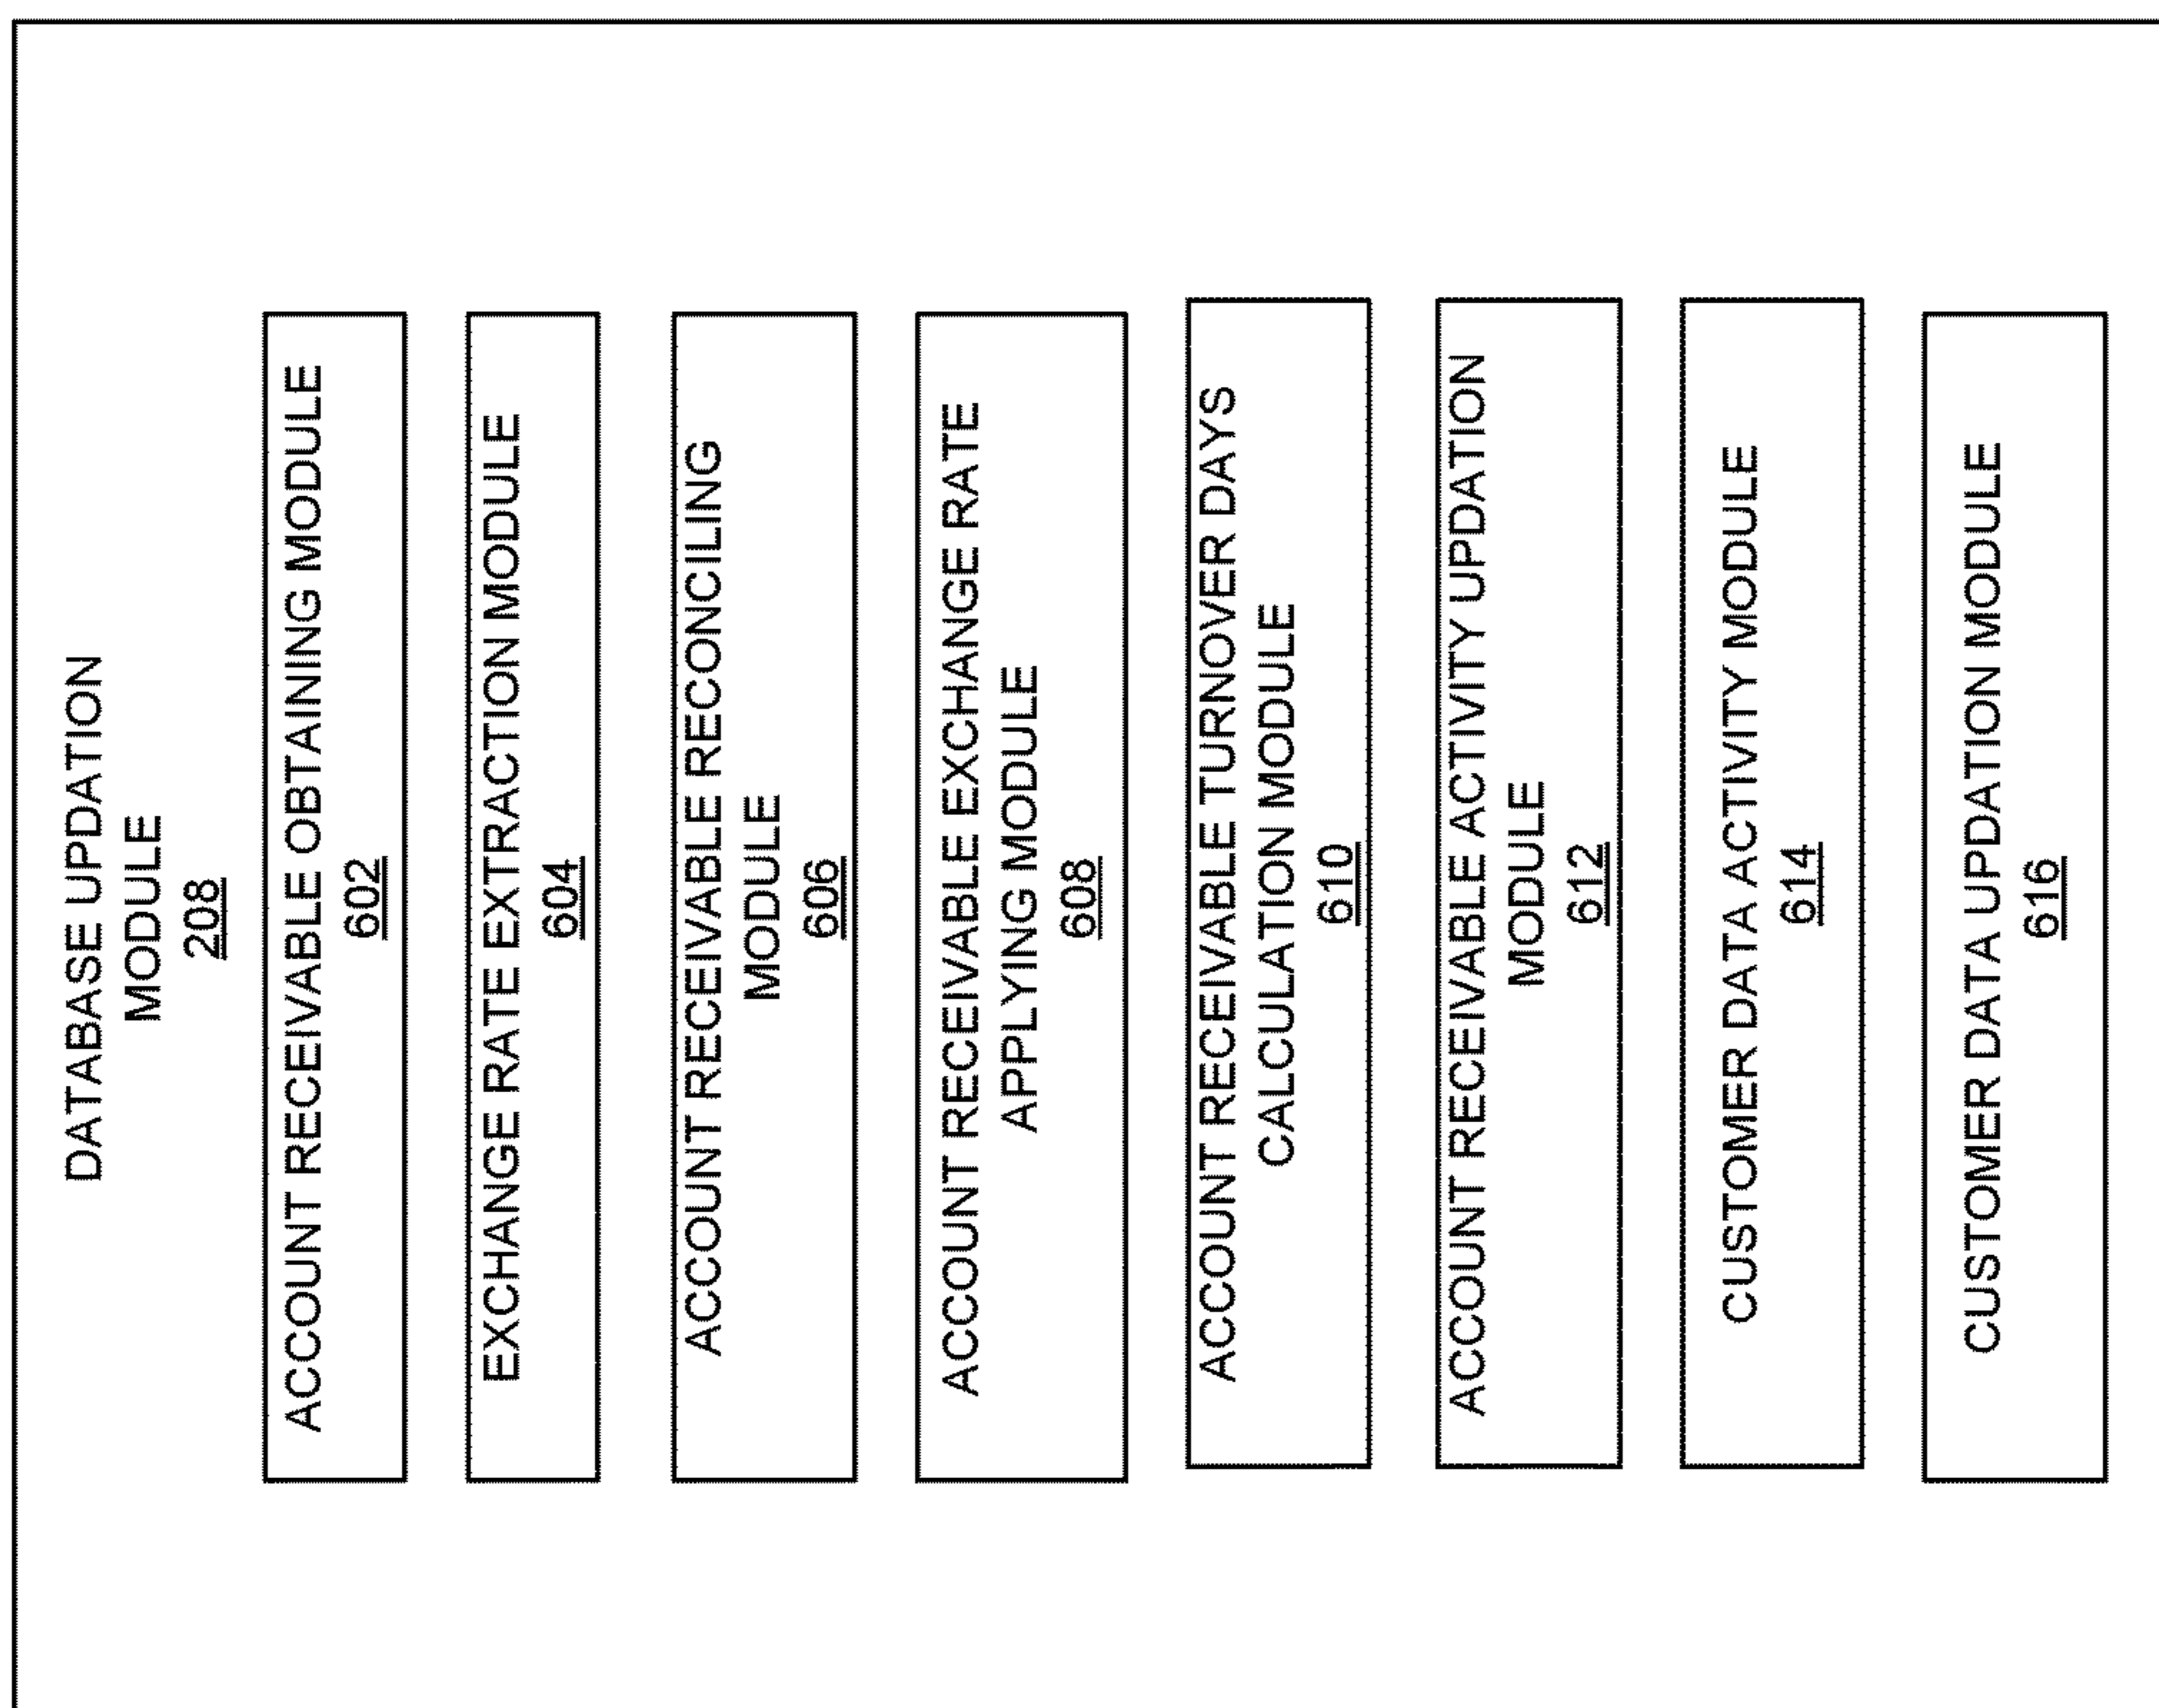 DATABASE UPDATION
MODULE
208
ACCOUNT RECEIVABLE OBTAINING MODULE
602
EXCHANGE RATE EXTRACTION MODULE
604
ACCOUNT RECEIVABLE RECONCILING
MODULE
606
ACCOUNT RECEIVABLE EXCHANGE RATE
APPLYING MODULE
608
ACCOUNT RECEIVABLE TURNOVER DAYS
CALCULATION MODULE
610
ACCOUNT RECEIVABLE ACTIVITY UPDATION
MODULE
612
CUSTOMER DATA ACTIVITY MODULE
614
CUSTOMER DATA UPDATION MODULE
616